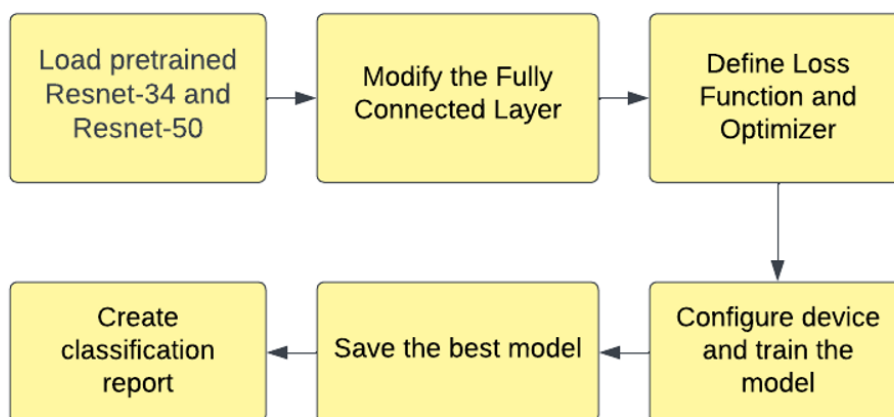 Load pretrained
Resnet-34 and
Resnet-50
Modify the Fully
Connected Layer
Define Loss
Function and
Optimizer
Configure device
and train the
model
Save the best model
Create
classification
report